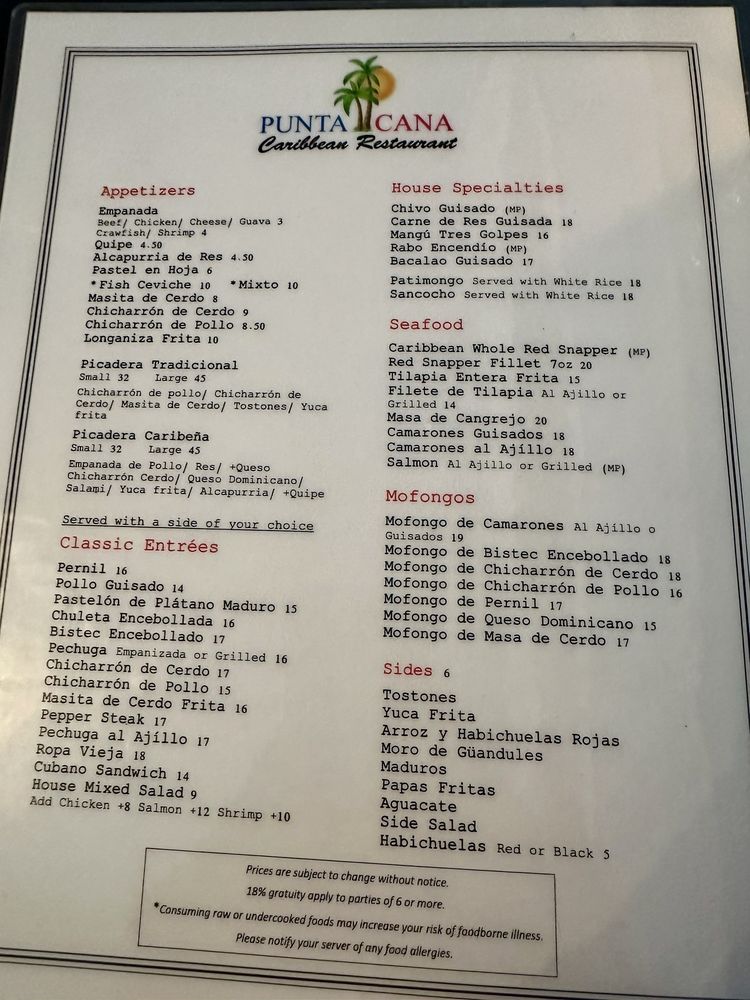 PUNTA CANA
Caribbean Restaurant
Appetizers
Empanada
Beef/ Chicken/ Cheese/ Guava 3
Crawfish/ Shrimp 4
Quipe 4.50
Alcapurria de Res 4.50
Pastel en Hoja 6
*Fish Ceviche 10 *Mixto 10
Masita de Cerdo 8
Chicharrón de Cerdo 9
Chicharrón de Pollo 8.50
Longaniza Frita 10
Picadera Tradicional
Small 32 Large 45
Chicharrón de pollo/ Chicharrón de
Cerdo/ Masita de Cerdo/ Tostones/ Yuca
frita
Picadera Caribeña
Small 32 Large 45
Empanada de Pollo/ Res/ +Queso
Chicharrón Cerdo/ Queso Dominicano/
Salami/ Yuca frita/ Alcapurria/ +Quipe
Served with a side of your choice
Classic Entrées
Pernil 16
Pollo Guisado 14
Pastelón de Plátano Maduro 15
Chuleta Encebollada 16
Bistec Encebollado 17
Pechuga Empanizada or Grilled 16
Chicharrón de Cerdo 17
Chicharrón de Pollo 15
Masita de Cerdo Frita 16
Pepper Steak 17
Pechuga al Ajíllo 17
Ropa Vieja 18
Cubano Sandwich 14
House Mixed Salad 9
Add Chicken +8 Salmon +12 Shrimp +10
House Specialties
Chivo Guisado (MP)
Carne de Res Guisada 18
Mangú Tres Golpes 16
Rabo Encendío (MP)
Bacalao Guisado 17
Patimongo Served with White Rice 18
Sancocho Served with White Rice 18
Seafood
Caribbean Whole Red Snapper (MP)
Red Snapper Fillet 7oz 20
Tilapia Entera Frita 15
Filete de Tilapia Al Ajillo or
Grilled 14
Masa de Cangrejo 20
Camarones Guisados 18
Camarones al Ajíllo 18
Salmon Al Ajillo or Grilled (MP)
Mofongos
Mofongo de Camarones Al Ajíllo o
Guisados 19
Mofongo de Bistec Encebollado 18
Mofongo de Chicharrón de Cerdo 18
Mofongo de Chicharrón de Pollo 16
Mofongo de Pernil 17
Mofongo de Queso Dominicano 15
Mofongo de Masa de Cerdo 17
Sides 6
Tostones
Yuca Frita
Arroz y Habichuelas Rojas
Moro de Güandules
Maduros
Papas Fritas
Aguacate
Side Salad
Habichuelas Red or Black 5
Prices are subject to change without notice.
18% gratuity apply to parties of 6 or more.
*Consuming raw or undercooked foods may increase your risk of foodborne illness.
Please notify your server of any food allergies.